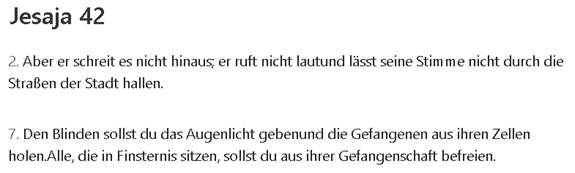 Jesaja 42
2. Aber er schreit es nicht hinaus; er ruft nicht lautund lässt seine Stimme nicht durch die
Straßen der Stadt hallen.
7. Den Blinden sollst du das Augenlicht gebenund die Gefangenen aus ihren Zellen
holen.Alle, die in Finsternis sitzen, sollst du aus ihrer Gefangenschaft befreien.